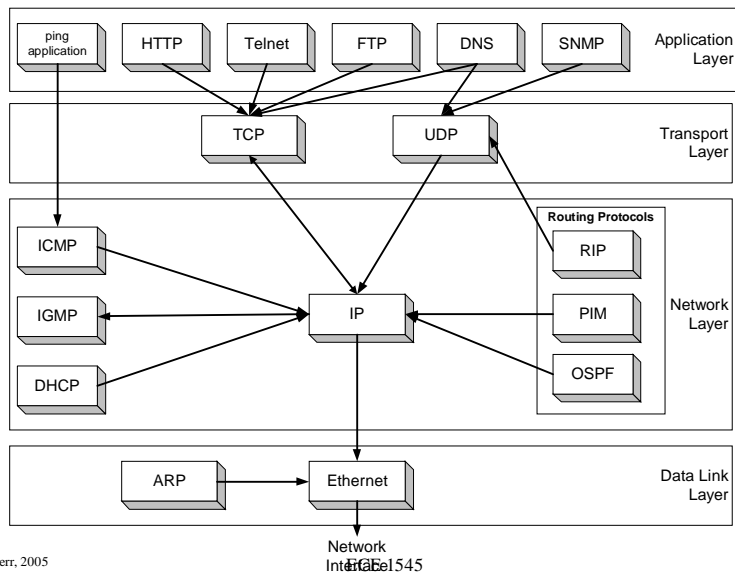 ping
application
HTTP
Telnet
FTP
DNS
SNMP
Application
Layer
TCP
UDP
Transport
Layer
Routing Protocols
ICMP
RIP
IGMP
IP
PIM
Network
Layer
DHCP
OSPF
ARP
Ethernet
Data Link
Layer
Network
Interface
ECE 1545
err, 2005